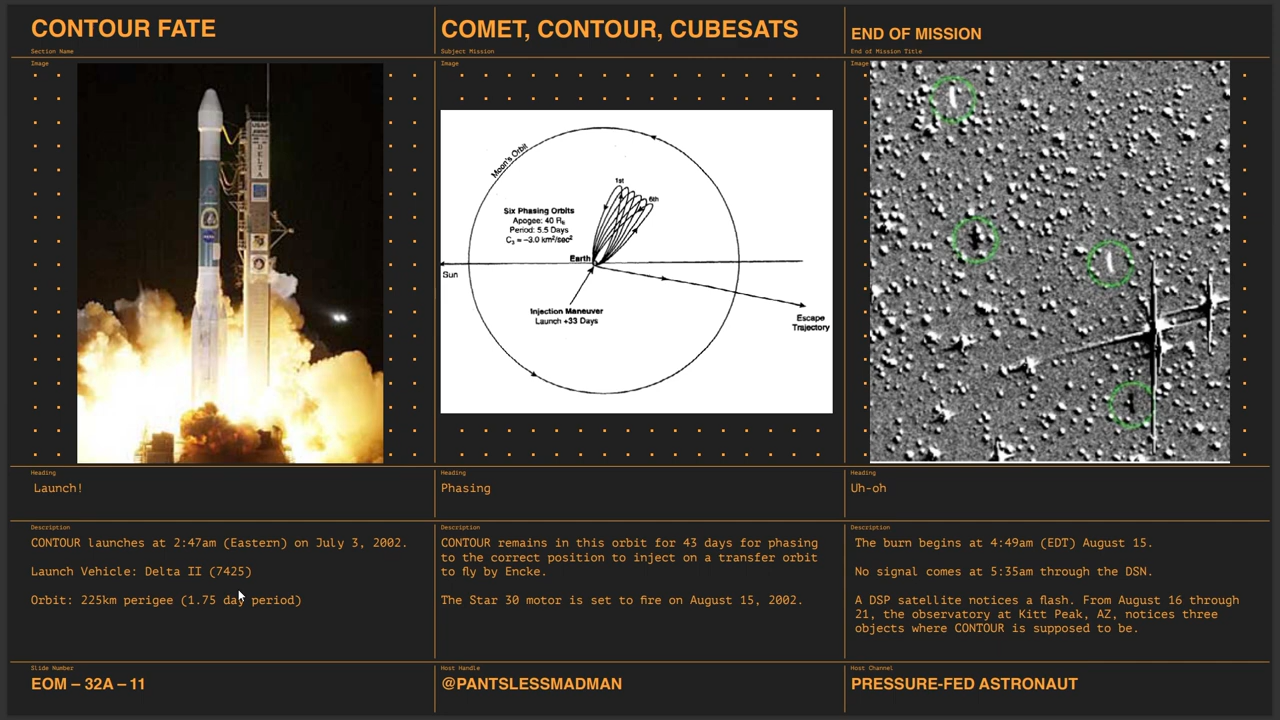 CONTOUR FATE
Section Name
Image
USAF
DELTA
NASA
Heading
Launch!
Description
CONTOUR launches at 2:47am (Eastern) on July 3, 2002.
Launch Vehicle: Delta II (7425)
Orbit: 225km perigee (1.75 day period)
Slide Number
EOM – 32A – 11
COMET, CONTOUR, CUBESATS
Subject Mission
Image
Moon's Orbit
1st
6th
Six Phasing Orbits
Apogee: 40 RE
Period: 5.5 Days
C3 = –3.0 km²/sec²
Earth
Sun
Injection Maneuver
Launch +33 Days
Escape
Trajectory
Heading
Phasing
Description
CONTOUR remains in this orbit for 43 days for phasing
to the correct position to inject on a transfer orbit
to fly by Encke.
The Star 30 motor is set to fire on August 15, 2002.
Host Handle
@PANTSLESSMADMAN
END OF MISSION
End of Mission Title
Image
Heading
Uh-oh
Description
The burn begins at 4:49am (EDT) August 15.
No signal comes at 5:35am through the DSN.
A DSP satellite notices a flash. From August 16 through
21, the observatory at Kitt Peak, AZ, notices three
objects where CONTOUR is supposed to be.
Host Channel
PRESSURE-FED ASTRONAUT